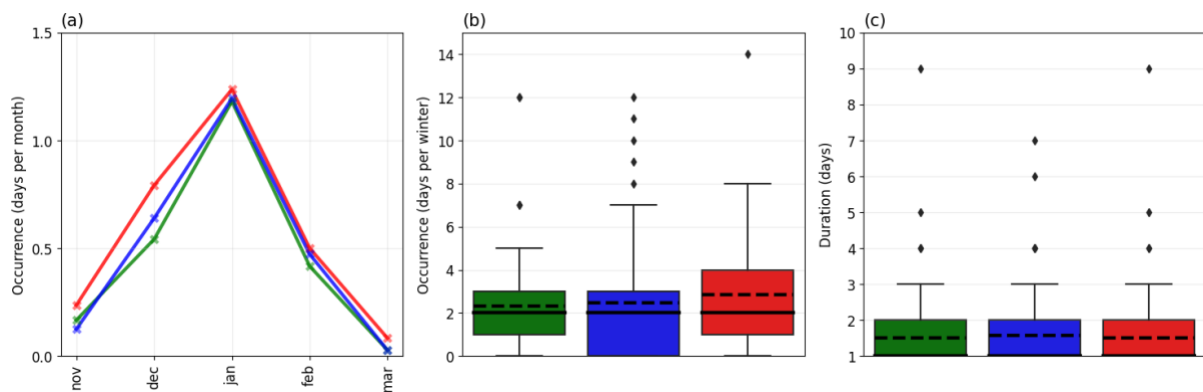 (a)
Occurrence (days per month)
1.5
1.0
0.5
0.0
nov
dec
jan
feb
mar
(b)
Occurrence (days per winter)
14
12
10
8
6
4
2
0
(c)
Duration (days)
10
9
8
7
6
5
4
3
2
1